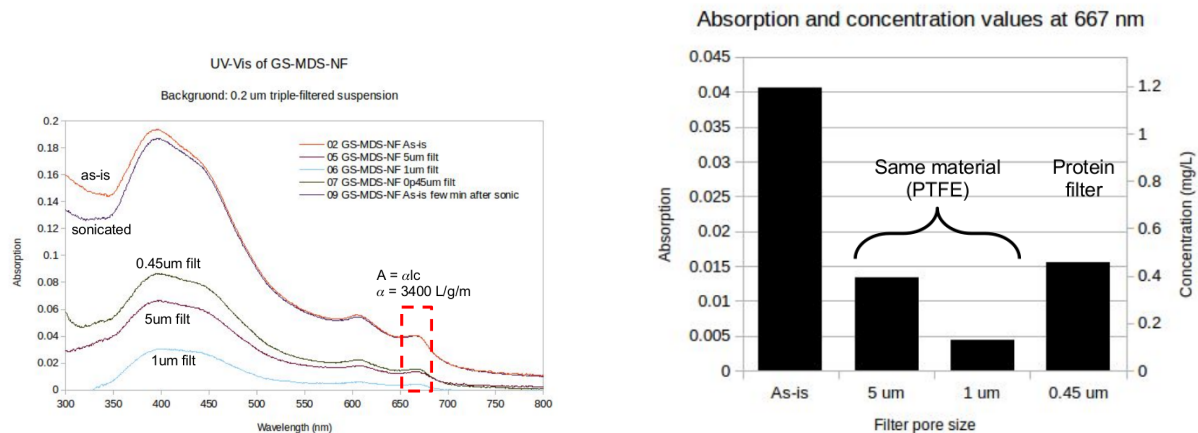 UV-Vis of GS-MDS-NF
Background: 0.2 um triple-filtered suspension
0.2
0.18
0.16
0.14
0.12
0.1
0.08
0.06
0.04
0.02
0
Absorption
300
350
400
450
500
550
600
650
700
750
800
Wavelength (nm)
02 GS-MDS-NF As-is
05 GS-MDS-NF 5um filt
06 GS-MDS-NF 1um filt
07 GS-MDS-NF 0p45um filt
09 GS-MDS-NF As-is few min after sonic
as-is
sonicated
0.45um filt
5um filt
1um filt
A = αlc
α = 3400 L/g/m
Absorption and concentration values at 667 nm
0.045
0.04
0.035
0.03
0.025
0.02
0.015
0.01
0.005
0
Absorption
Same material
(PTFE)
Protein
filter
1.2
1
0.8
0.6
0.4
0.2
0
Concentration (mg/L)
As-is
5 um
1 um
0.45 um
Filter pore size